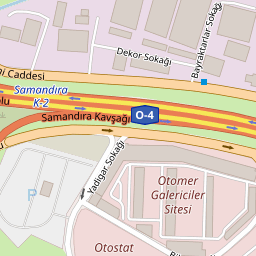 Bayraktarlar Sokağı
Dekor Sokağı
Caddesi
Samandıra
K-2
Samandıra Kavşağı
O-4
Yadigar Sokağı
Otomer
Galericiler
Sitesi
Otostat